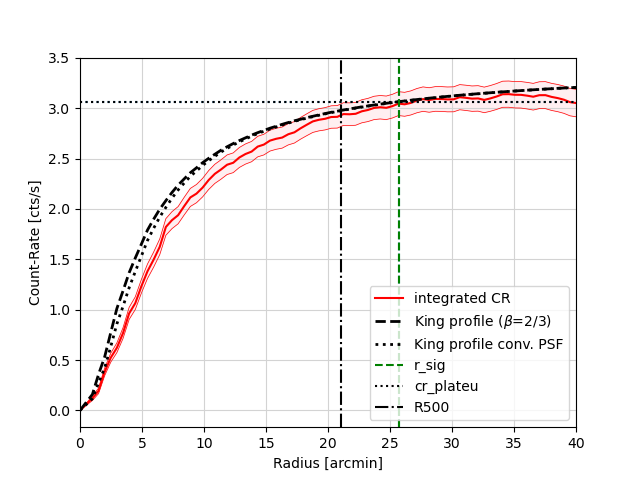 3.5
3.0
2.5
2.0
1.5
1.0
0.5
0.0
Count-Rate [cts/s]
integrated CR
King profile (β=2/3)
King profile conv. PSF
r_sig
cr_plateu
R500
0 5 10 15 20 25 30 35 40
Radius [arcmin]